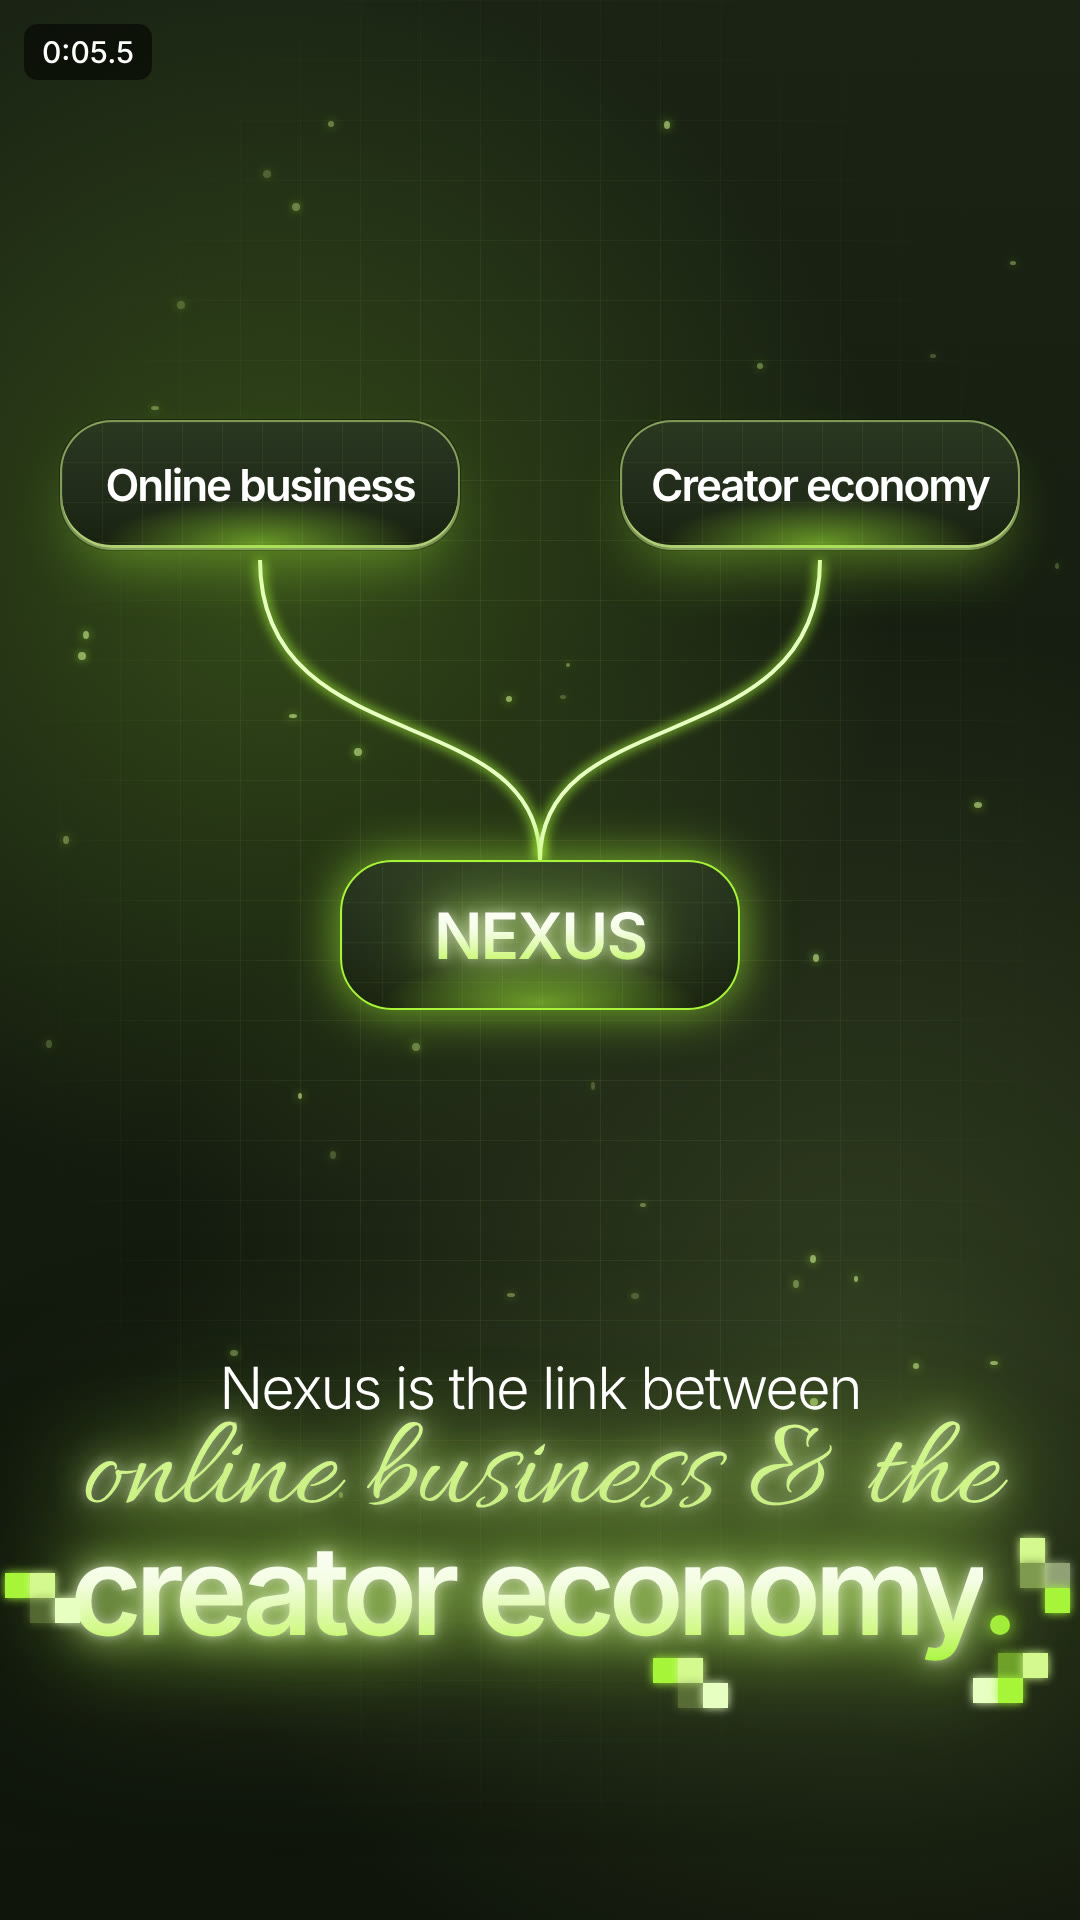 0:05.5
Online business
Creator economy
NEXUS
Nexus is the link between
online business & the
creator economy.